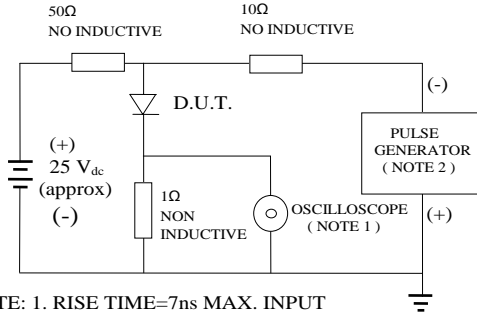 50Ω
NO INDUCTIVE
10Ω
NO INDUCTIVE
(-)
D.U.T.
PULSE
GENERATOR
( NOTE 2 )
(+)
25 Vdc
(approx)
(-)
1Ω
NON
INDUCTIVE
OSCILLOSCOPE
( NOTE 1 )
(+)
TE: 1. RISE TIME=7ns MAX. INPUT